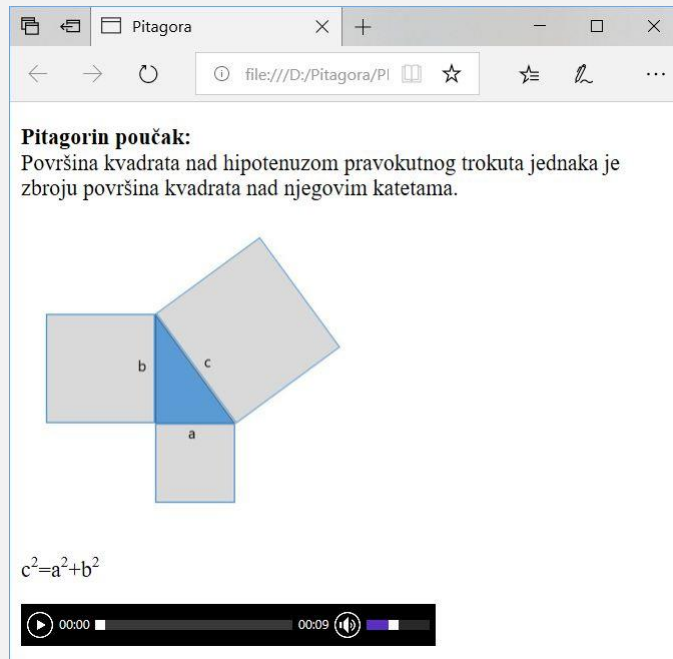 Pitagora
file:///D:/Pitagora/Pl
Pitagorin poučak:
Površina kvadrata nad hipotenuzom pravokutnog trokuta jednaka je
zbroju površina kvadrata nad njegovim katetama.
b
c
a
c²=a²+b²
00:00 00:09